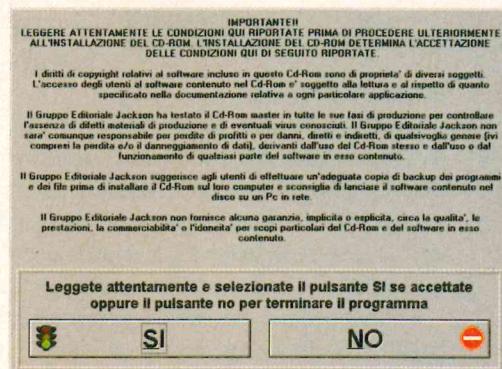 IMPORTANTE!!
LEGGERE ATTENTAMENTE LE CONDIZIONI QUI RIPORTATE PRIMA DI PROCEDERE ULTERIORMENTE
ALL'INSTALLAZIONE DEL CD-ROM. L'INSTALLAZIONE DEL CD-ROM DETERMINA L'ACCETTAZIONE
DELLE CONDIZIONI QUI DI SEGUITO RIPORTATE.
I diritti di copyright relativi al software incluso in questo Cd-Rom sono di proprieta' di diversi soggetti.
L'accesso degli utenti al software contenuto nel Cd-Rom e' soggetto alla lettura e al rispetto di quanto
specificato nella documentazione relativa a ogni particolare applicazione.
Il Gruppo Editoriale Jackson ha testato il Cd-Rom master in tutte le sue fasi di produzione per controllare
l'assenza di difetti materiali di produzione e di eventuali virus conosciuti. Il Gruppo Editoriale Jackson non
sara' comunque responsabile per perdite di profitti o per danni, diretti e indiretti, di qualsivoglia genere (ivi
compresi la perdita e/o il danneggiamento di dati), derivanti dall'uso del Cd-Rom stesso e dall'uso o dal
funzionamento di qualsiasi parte del software in esso contenuto.
Il Gruppo Editoriale Jackson suggerisce agli utenti di effettuare un'adeguata copia di backup dei programmi
e dei file prima di installare il Cd-Rom sul loro computer e sconsiglia di lanciare il software contenuto nel
disco su un Pc in rete.
Il Gruppo Editoriale Jackson non fornisce alcuna garanzia, implicita o esplicita, circa la qualita', le
prestazioni, la commerciabilita' o l'idoneita' per scopi particolari del Cd-Rom e del software in esso
contenuto.
Leggete attentamente e selezionate il pulsante SI se accettate
oppure il pulsante no per terminare il programma
SI NO